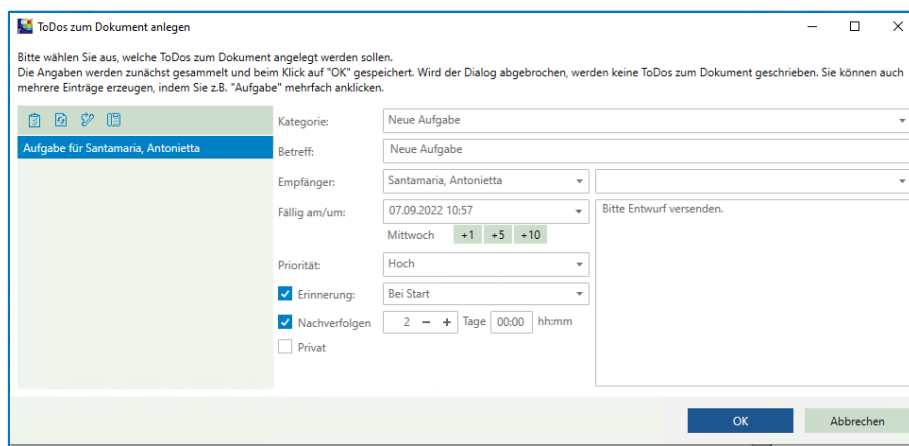 ToDos zum Dokument anlegen
Bitte wählen Sie aus, welche ToDos zum Dokument angelegt werden sollen.
Die Angaben werden zunächst gesammelt und beim Klick auf "OK" gespeichert. Wird der Dialog abgebrochen, werden keine ToDos zum Dokument geschrieben. Sie können auch
mehrere Einträge erzeugen, indem Sie z.B. "Aufgabe" mehrfach anklicken.
Aufgabe für Santamaria, Antonietta
Kategorie: Neue Aufgabe
Betreff: Neue Aufgabe
Empfänger: Santamaria, Antonietta
Fällig am/um: 07.09.2022 10:57
Bitte Entwurf versenden.
Mittwoch +1 +5 +10
Priorität: Hoch
Erinnerung: Bei Start
Nachverfolgen 2 − + Tage 00:00 hh:mm
Privat
OK Abbrechen